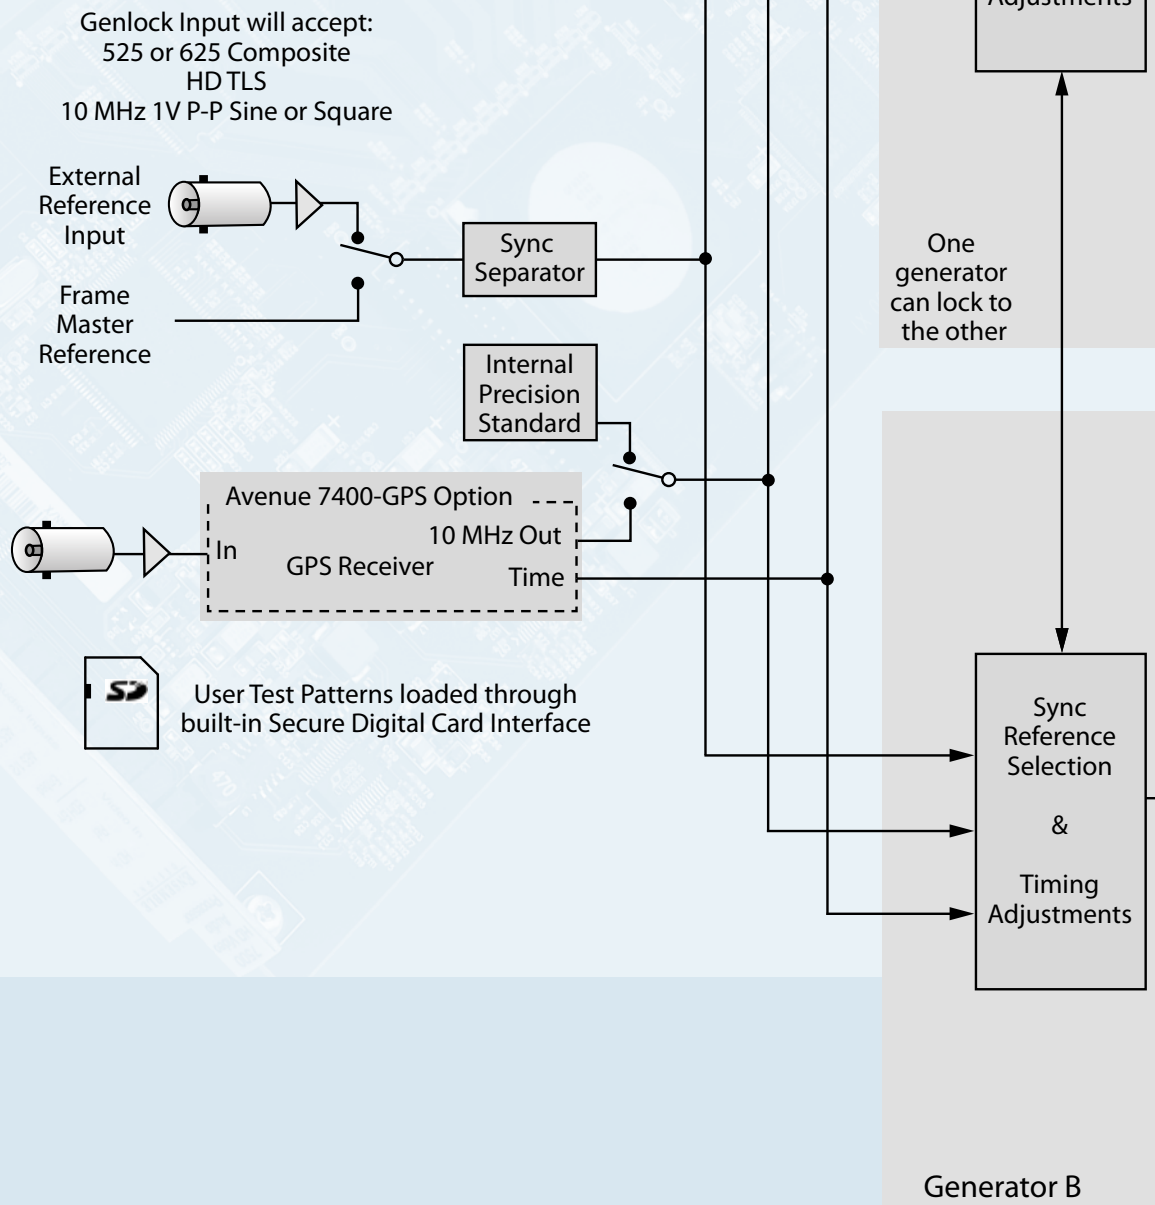 Adjustments
Genlock Input will accept:
525 or 625 Composite
HD TLS
10 MHz 1V P-P Sine or Square
External
Reference
Input
Frame
Master
Reference
Sync
Separator
Internal
Precision
Standard
One
generator
can lock to
the other
Avenue 7400-GPS Option
In
10 MHz Out
GPS Receiver
Time
SD
User Test Patterns loaded through
built-in Secure Digital Card Interface
Sync
Reference
Selection
&
Timing
Adjustments
Generator B